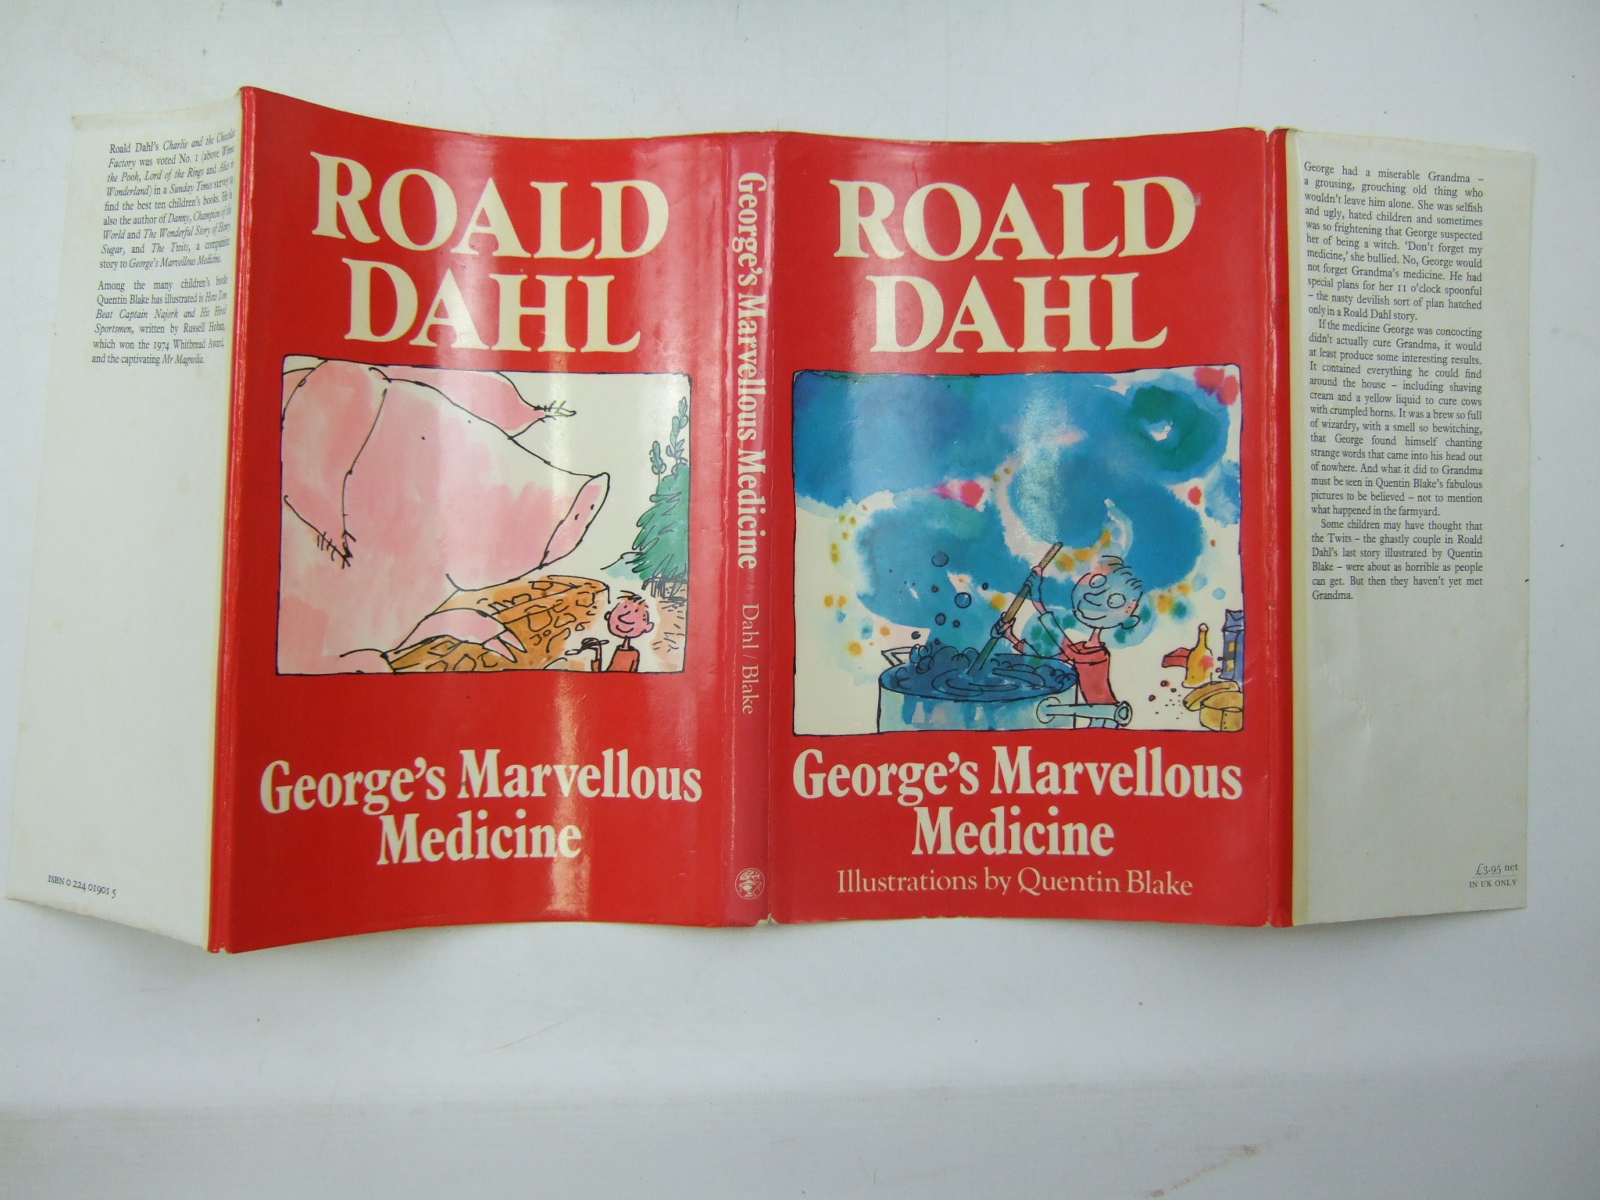 Roald Dahl's Charlie and the Chocolate
Factory was voted No. 1 (above Winnie
the Pooh, Lord of the Rings and Alice in
Wonderland) in a Sunday Times survey to
find the best ten children's books. He is
also the author of Danny, Champion of the
World and The Wonderful Story of Henry
Sugar, and The Twits, a companion
story to George's Marvellous Medicine.
Among the many children's books
Quentin Blake has illustrated is How Tom
Beat Captain Najork and His Hired
Sportsmen, written by Russell Hoban,
which won the 1974 Whitbread Award,
and the captivating Mr Magnolia.
ISBN 0 224 01901 5
ROALD
DAHL
George's Marvellous
Medicine
George's Marvellous Medicine Dahl / Blake
ROALD
DAHL
George's Marvellous
Medicine
Illustrations by Quentin Blake
George had a miserable Grandma –
a grousing, grouching old thing who
wouldn't leave him alone. She was selfish
and ugly, hated children and sometimes
was so frightening that George suspected
her of being a witch. 'Don't forget my
medicine,' she bullied. No, George would
not forget Grandma's medicine. He had
special plans for her 11 o'clock spoonful
– the nasty devilish sort of plan hatched
only in a Roald Dahl story.
If the medicine George was concocting
didn't actually cure Grandma, it would
at least produce some interesting results.
It contained everything he could find
around the house – including shaving
cream and a yellow liquid to cure cows
with crumpled horns. It was a brew so full
of wizardry, with a smell so bewitching,
that George found himself chanting
strange words that came into his head out
of nowhere. And what it did to Grandma
must be seen in Quentin Blake's fabulous
pictures to be believed – not to mention
what happened in the farmyard.
Some children may have thought that
the Twits – the ghastly couple in Roald
Dahl's last story illustrated by Quentin
Blake – were about as horrible as people
can get. But then they haven't yet met
Grandma.
£3.95 net
IN UK ONLY